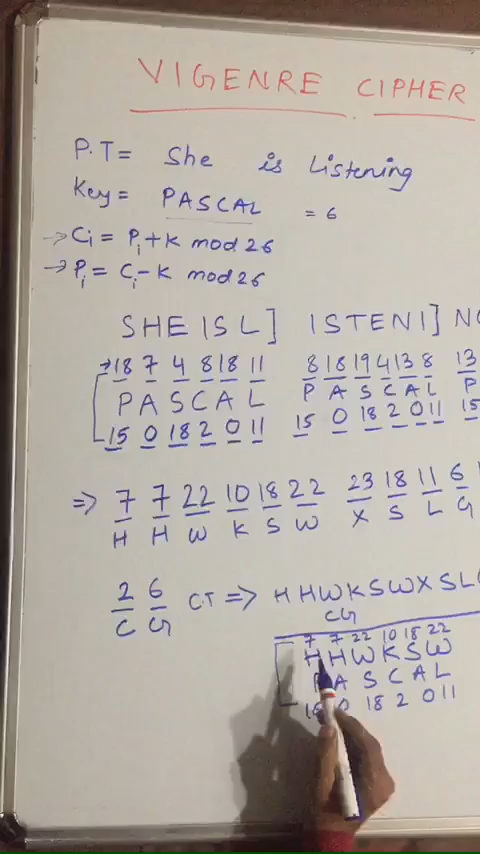 VIGENRE CIPHER
P.T = She is Listening
Key = PASCAL = 6
→ Ci = Pi + K mod 26
→ Pi = Ci - K mod 26
SHE IS L] ISTENI] N
→ 18 7 4 8 18 11 8 18 19 4 13 8 13
PASCAL P A S C A L P
15 0 18 2 0 11 15 0 18 2 0 11 15
⇒ 7 7 22 10 18 22 23 18 11 6
H H W K S W X S L G
2 6 CT ⇒ HHWKSWXSL
C G CG
7 7 22 10 18 22
H H W K S W
A S C A L
0 18 2 0 11